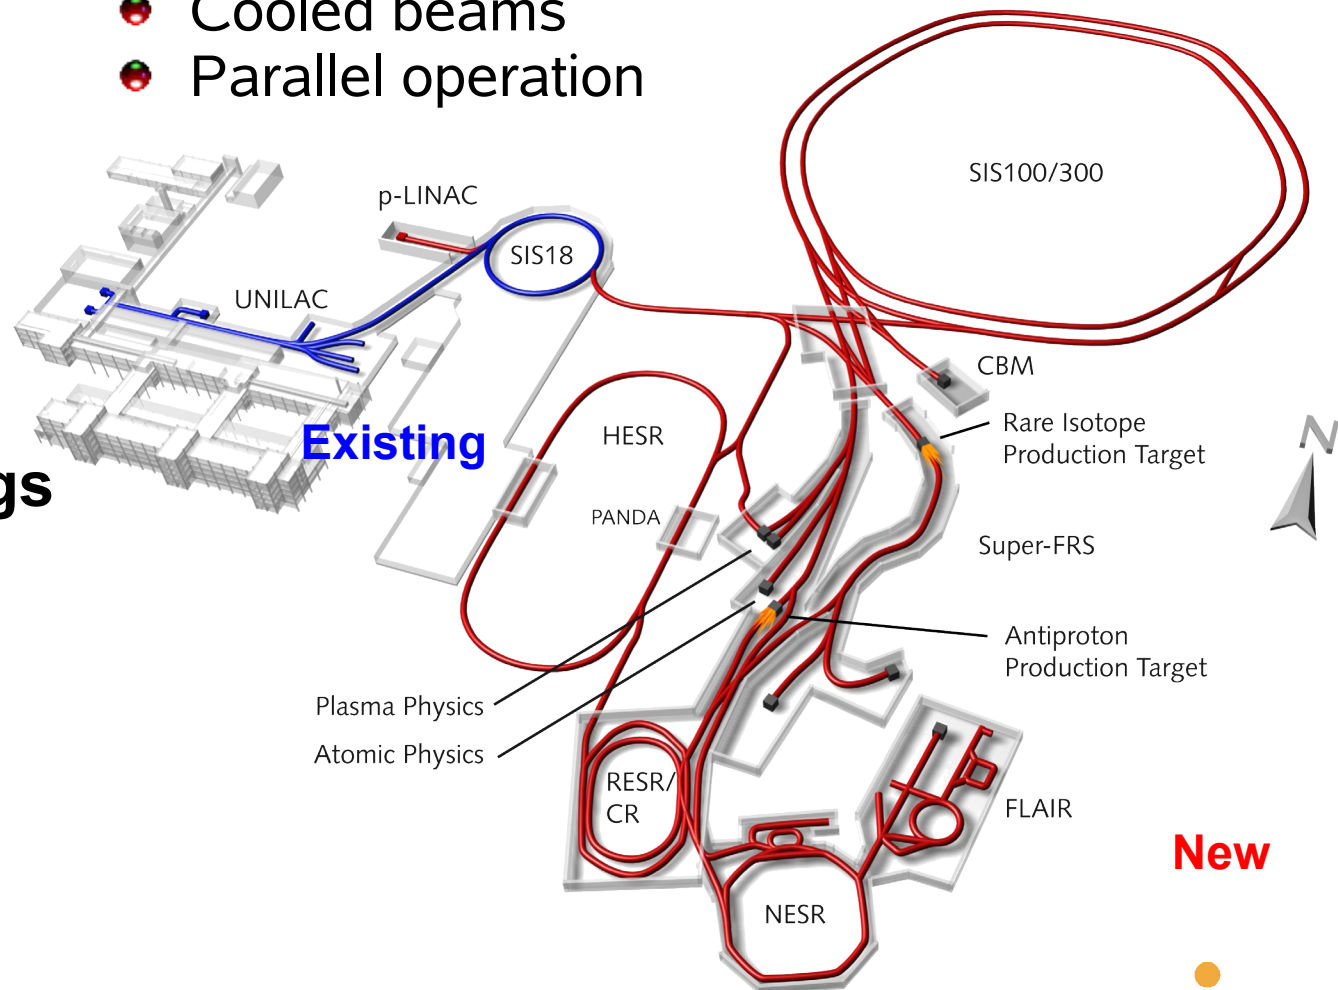 Cooled beams
Parallel operation
SIS100/300
p-LINAC
SIS18
UNILAC
CBM
Rare Isotope
Production Target
HESR
Existing
N
gs
PANDA
Super-FRS
Antiproton
Production Target
Plasma Physics
Atomic Physics
RESR/
CR
FLAIR
New
NESR